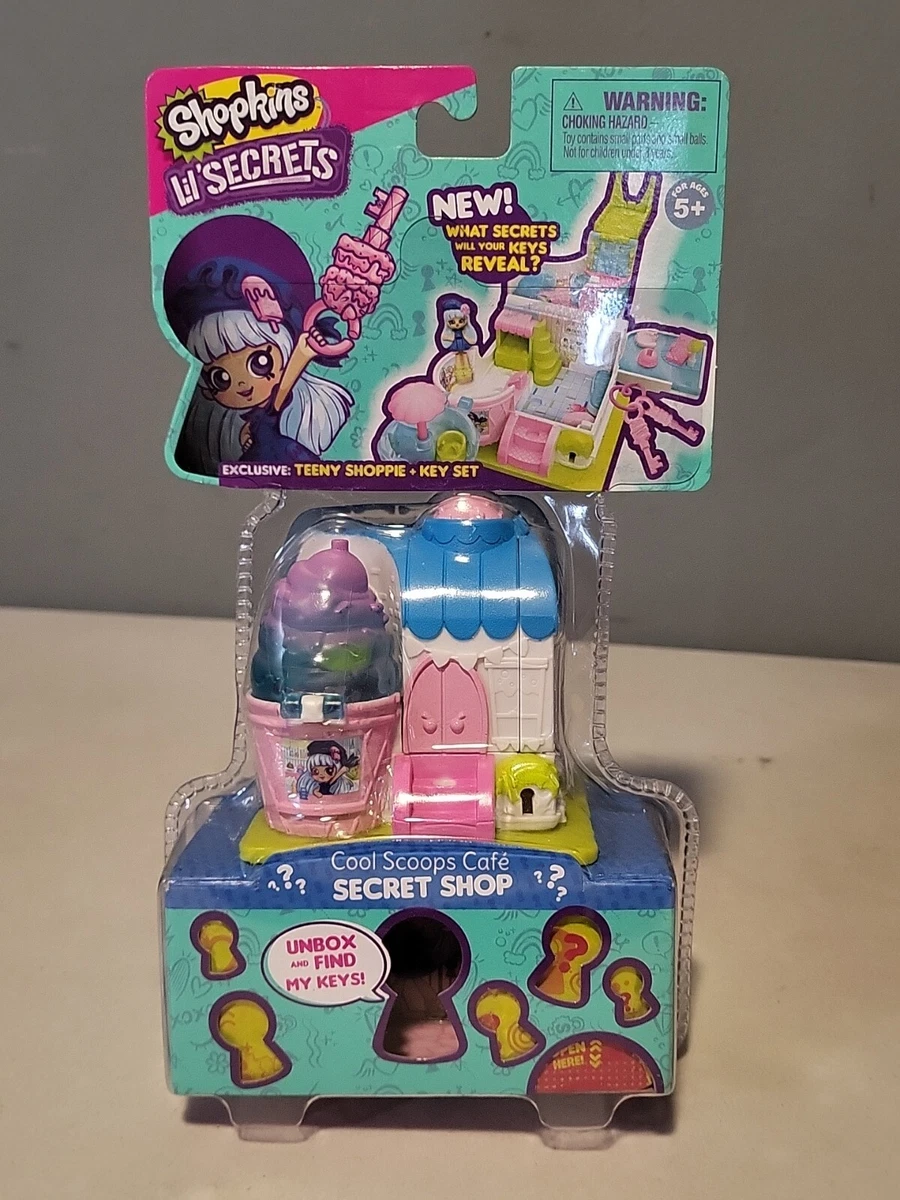 Shopkins
Lil' SECRETS
WARNING:
CHOKING HAZARD—
Toy contains small parts and small balls.
Not for children under 3 years.
FOR AGES
5+
NEW!
WHAT SECRETS
WILL YOUR KEYS
REVEAL?
EXCLUSIVE: TEENY SHOPPIE + KEY SET
Cool Scoops Café
SECRET SHOP
???
???
UNBOX
AND FIND
MY KEYS!
OPEN
HERE!